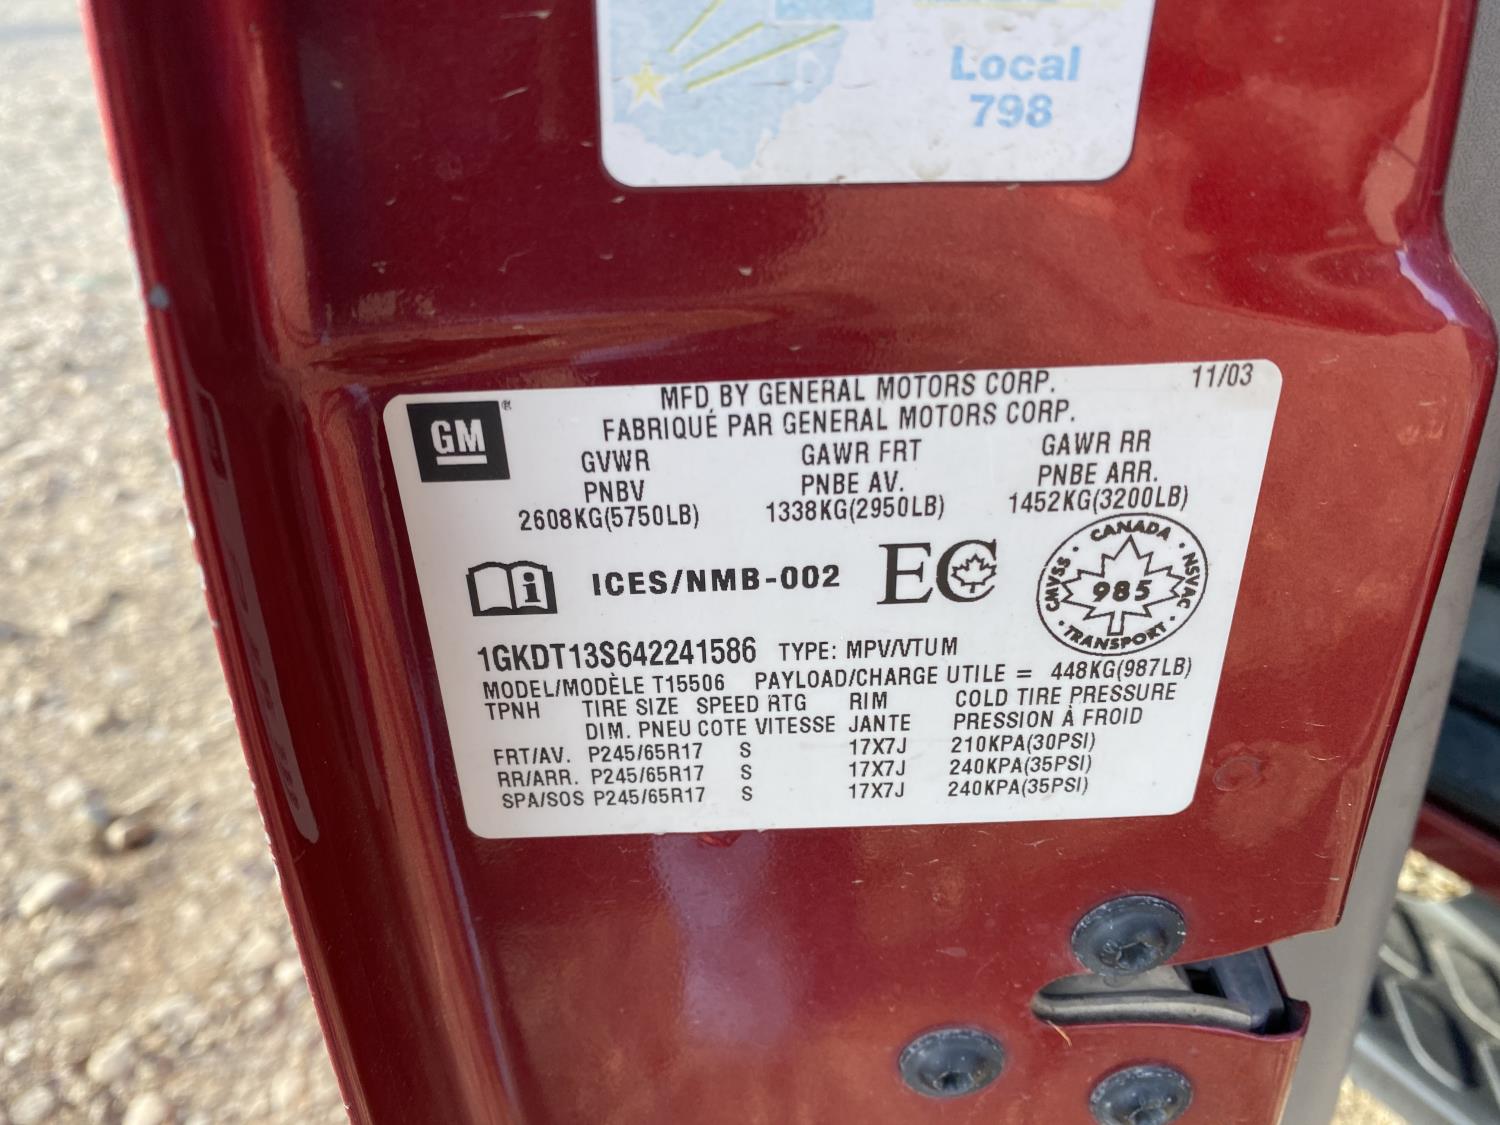 Local
798
GM
MFD BY GENERAL MOTORS CORP. 11/03
FABRIQUÉ PAR GENERAL MOTORS CORP.
GVWR GAWR FRT GAWR RR
PNBV PNBE AV. PNBE ARR.
2608KG(5750LB) 1338KG(2950LB) 1452KG(3200LB)
i ICES/NMB-002 EC CANADA NSVAC TRANSPORT CMVSS 985
1GKDT13S642241586 TYPE: MPV/VTUM
MODEL/MODÈLE T15506 PAYLOAD/CHARGE UTILE = 448KG(987LB)
TPNH TIRE SIZE SPEED RTG RIM COLD TIRE PRESSURE
DIM. PNEU COTE VITESSE JANTE PRESSION À FROID
FRT/AV. P245/65R17 S 17X7J 210KPA(30PSI)
RR/ARR. P245/65R17 S 17X7J 240KPA(35PSI)
SPA/SOS P245/65R17 S 17X7J 240KPA(35PSI)